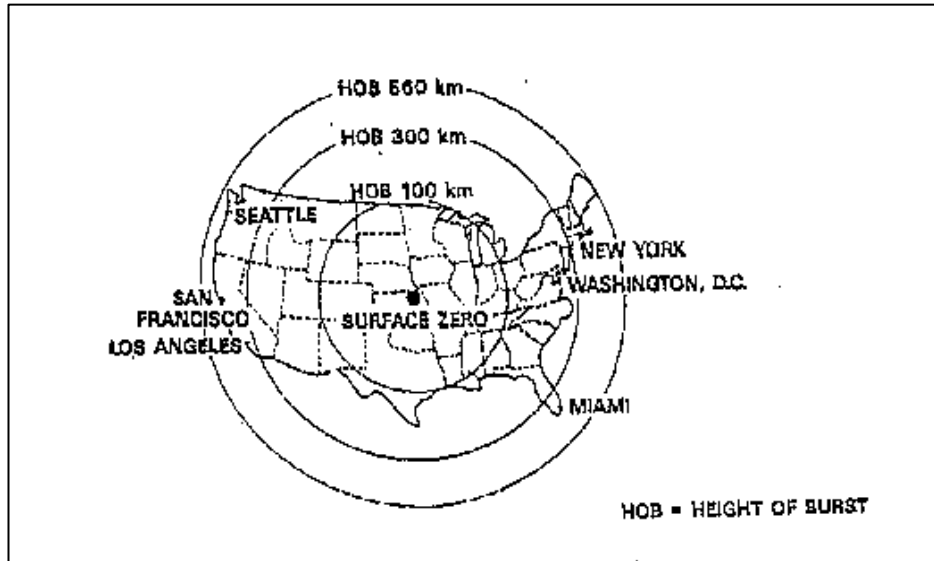 HOB 560 km
HOB 300 km
HOB 100 km
SEATTLE
NEW YORK
WASHINGTON, D.C.
SAN
FRANCISCO
SURFACE ZERO
LOS ANGELES
MIAMI
HOB = HEIGHT OF BURST